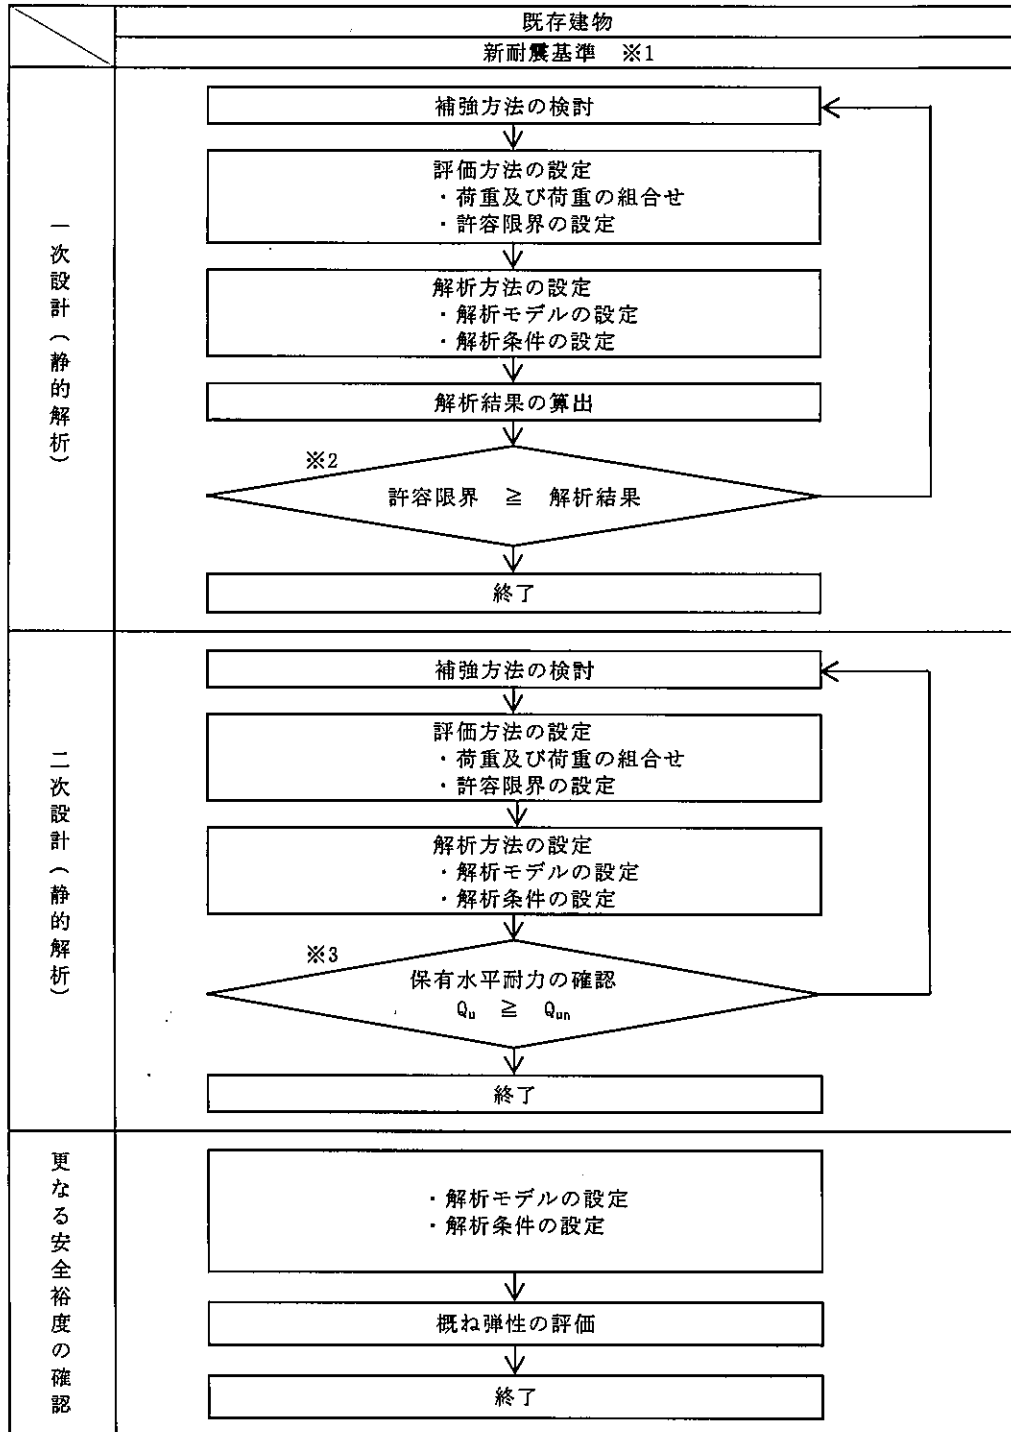 既存建物
新耐震基準 ※1
一次設計(静的解析)
補強方法の検討
評価方法の設定
・荷重及び荷重の組合せ
・許容限界の設定
解析方法の設定
・解析モデルの設定
・解析条件の設定
解析結果の算出
※2
許容限界 ≧ 解析結果
終了
二次設計(静的解析)
補強方法の検討
評価方法の設定
・荷重及び荷重の組合せ
・許容限界の設定
解析方法の設定
・解析モデルの設定
・解析条件の設定
※3
保有水平耐力の確認
Qu ≧ Qun
終了
更なる安全裕度の確認
・解析モデルの設定
・解析条件の設定
概ね弾性の評価
終了